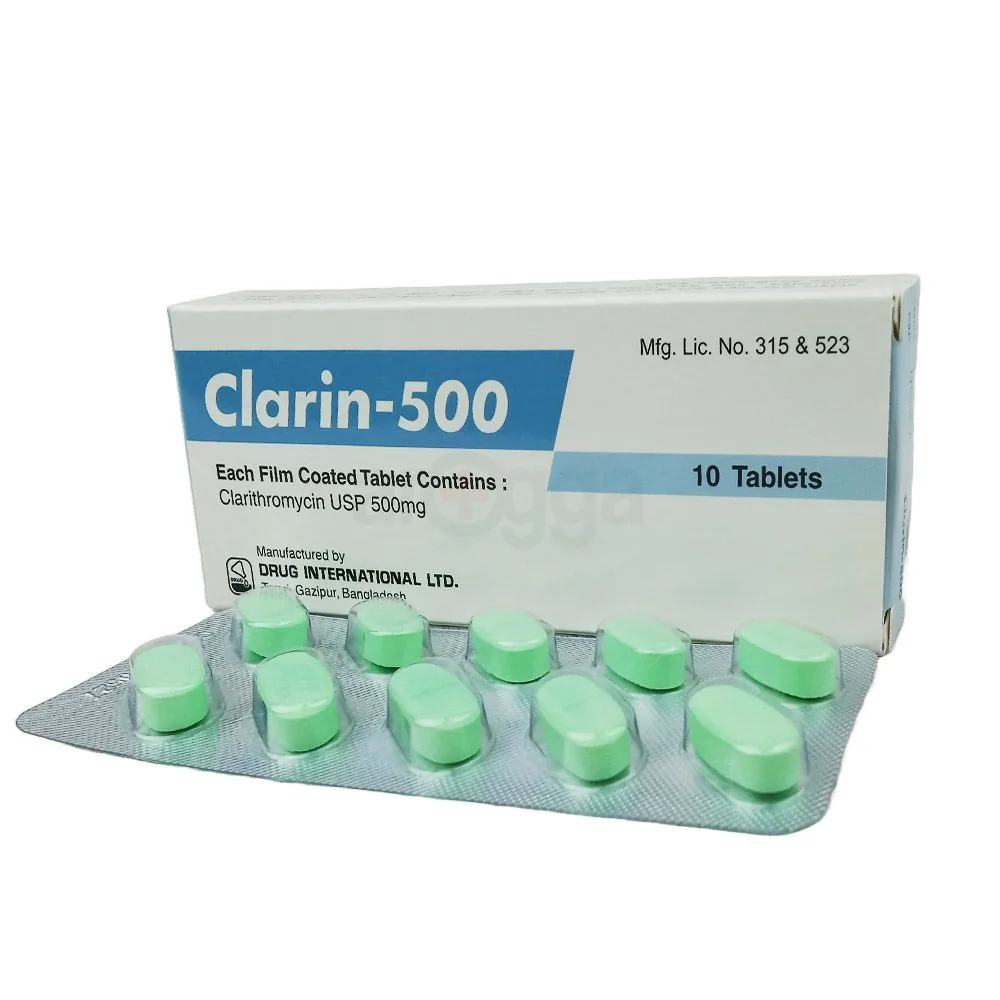 Mfg. Lic. No. 315 & 523
Clarin-500
10 Tablets
Each Film Coated Tablet Contains :
Clarithromycin USP 500mg
Manufactured by
DRUG INTERNATIONAL LTD.
Gazipur, Bangladesh